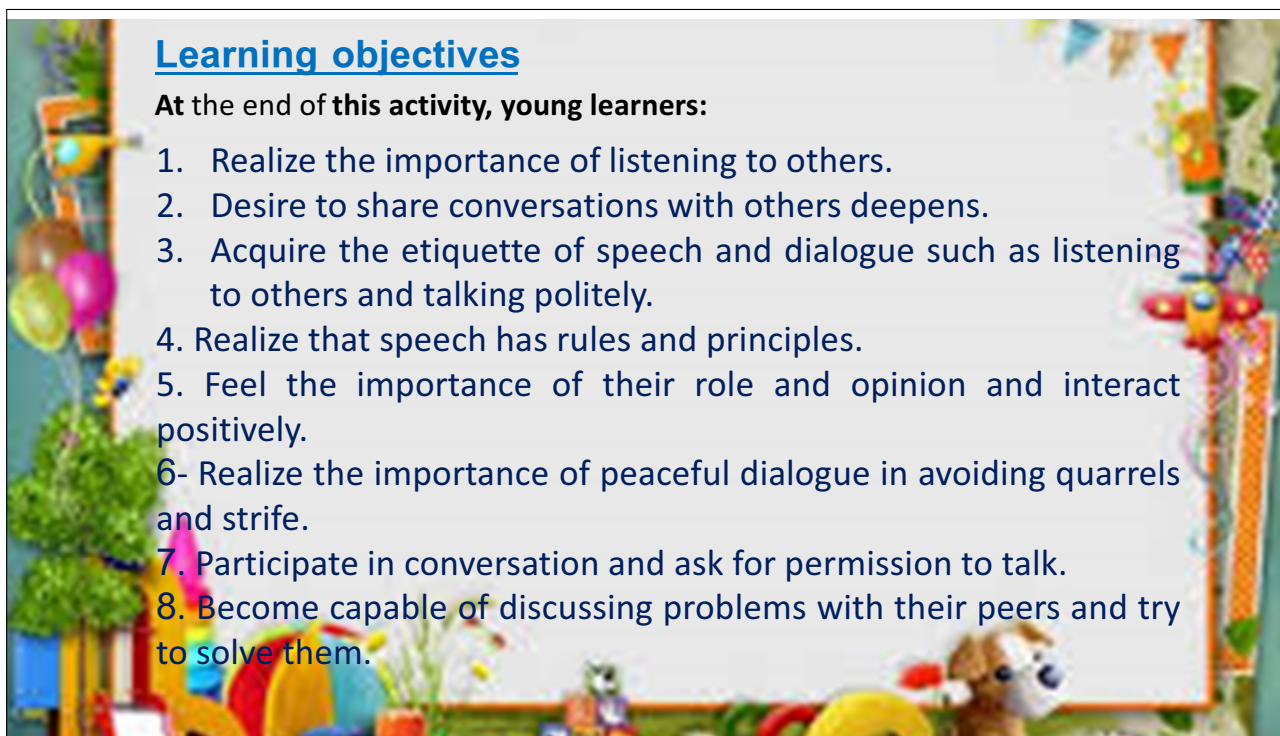 Learning objectives
At the end of this activity, young learners:
1. Realize the importance of listening to others.
2. Desire to share conversations with others deepens.
3. Acquire the etiquette of speech and dialogue such as listening
to others and talking politely.
4. Realize that speech has rules and principles.
5. Feel the importance of their role and opinion and interact
positively.
6- Realize the importance of peaceful dialogue in avoiding quarrels
and strife.
7. Participate in conversation and ask for permission to talk.
8. Become capable of discussing problems with their peers and try
to solve them.